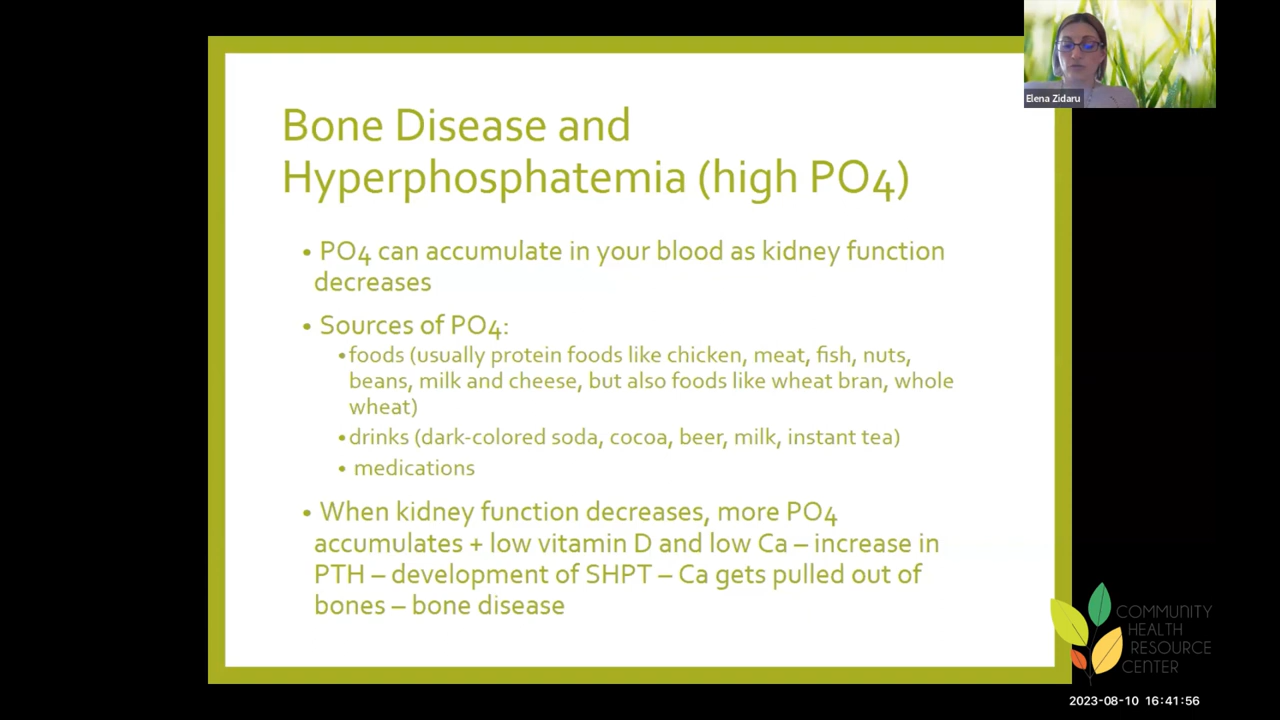 Elena Zidaru
Bone Disease and
Hyperphosphatemia (high PO4)
• PO4 can accumulate in your blood as kidney function
decreases
• Sources of PO4:
•foods (usually protein foods like chicken, meat, fish, nuts,
beans, milk and cheese, but also foods like wheat bran, whole
wheat)
•drinks (dark-colored soda, cocoa, beer, milk, instant tea)
• medications
• When kidney function decreases, more PO4
accumulates + low vitamin D and low Ca – increase in
PTH – development of SHPT – Ca gets pulled out of
bones – bone disease
COMMUNITY
HEALTH
RESOURCE
CENTER
2023-08-10 16:41:56